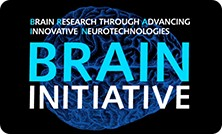 BRAIN RESEARCH THROUGH ADVANCING
INNOVATIVE NEUROTECHNOLOGIES
BRAIN
INITIATIVE